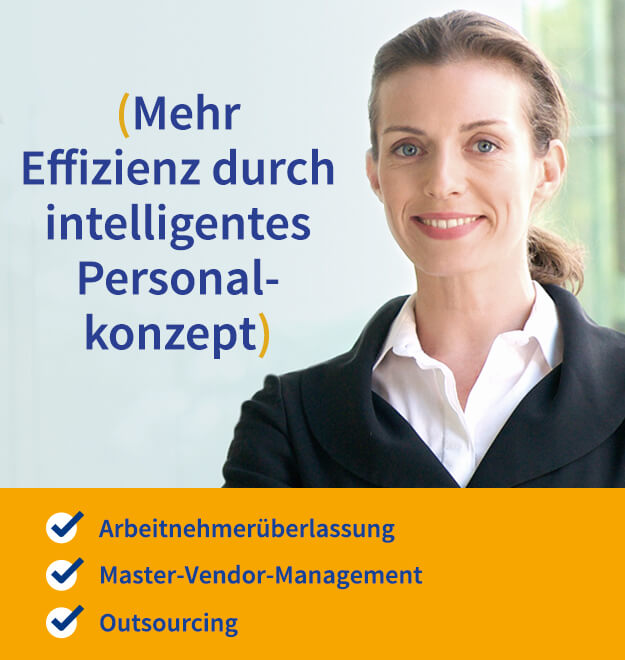 (Mehr
Effizienz durch
intelligentes
Personal-
konzept)
Arbeitnehmerüberlassung
Master-Vendor-Management
Outsourcing